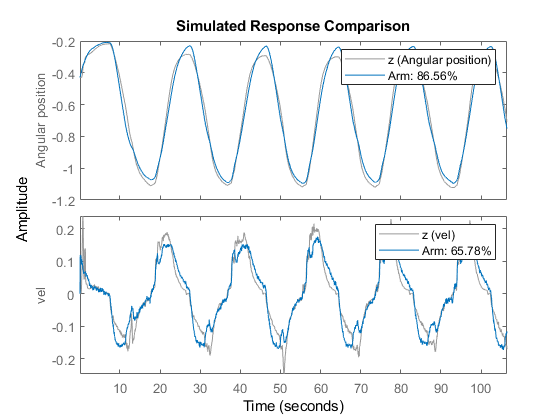 Simulated Response Comparison
-0.2
-0.4
-0.6
-0.8
-1
-1.2
Angular position
z (Angular position)
Arm: 86.56%
Amplitude
0.2
0.1
0
-0.1
-0.2
vel
z (vel)
Arm: 65.78%
10 20 30 40 50 60 70 80 90 100
Time (seconds)